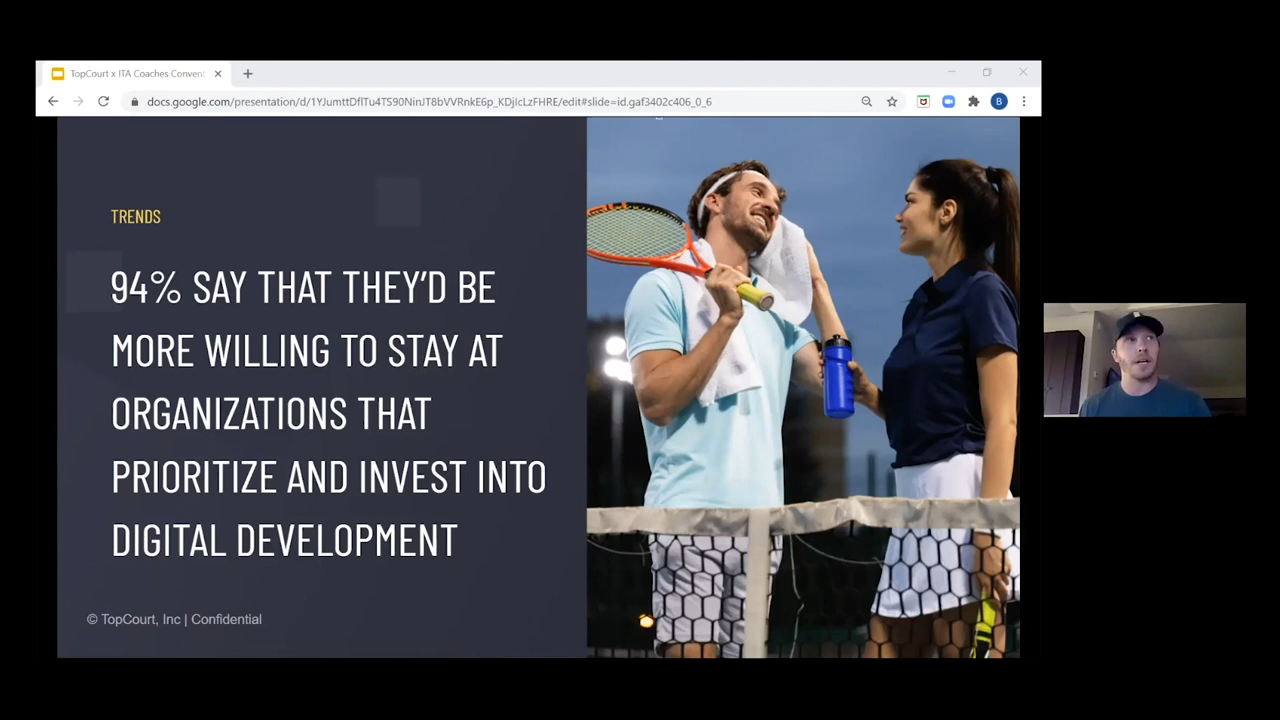 TopCourt x ITA Coaches Convent
docs.google.com/presentation/d/1YJumttDflTu4TS90NinJT8bVVRnkE6p_KDjIcLzFHRE/edit#slide=id.gaf3402c406_0_6
B
TRENDS
94% SAY THAT THEY'D BE
MORE WILLING TO STAY AT
ORGANIZATIONS THAT
PRIORITIZE AND INVEST INTO
DIGITAL DEVELOPMENT
© TopCourt, Inc | Confidential